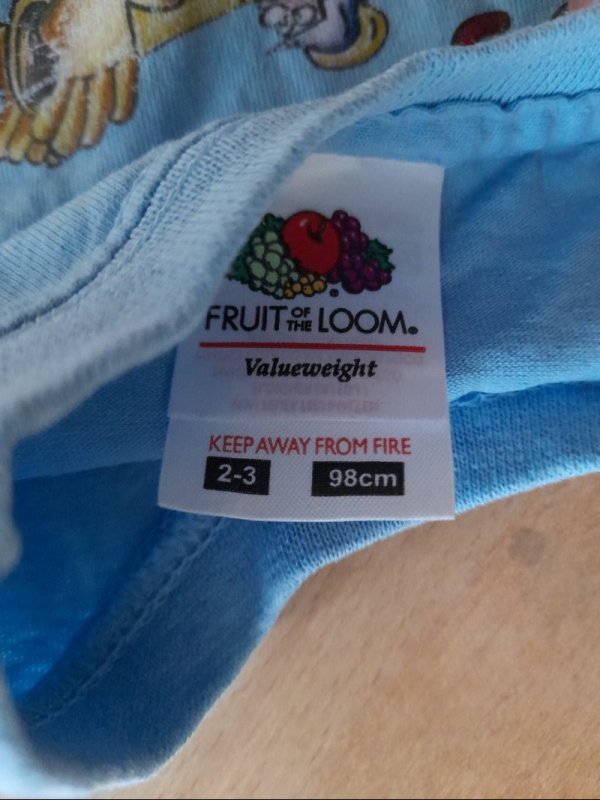 FRUIT OF THE LOOM®
Valueweight
KEEP AWAY FROM FIRE
2-3 98cm